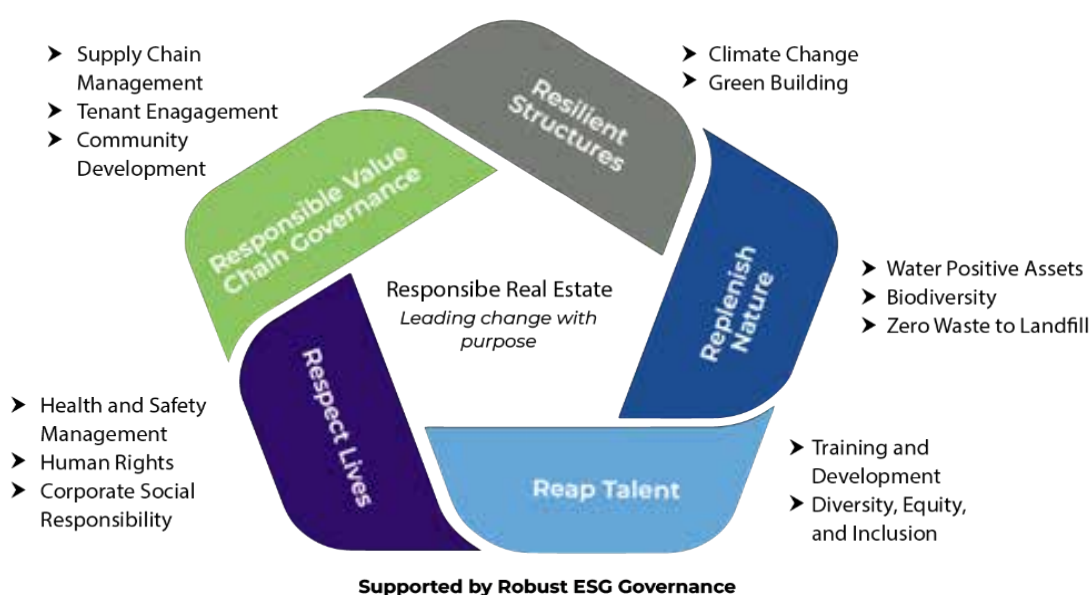 Supply Chain
Management
Tenant Enagagement
Community
Development
Resilient
Structures
Climate Change
Green Building
Responsible Value
Chain Governance
Responsibe Real Estate
Leading change with
purpose
Replenish
Nature
Water Positive Assets
Biodiversity
Zero Waste to Landfill
Respect Lives
Health and Safety
Management
Human Rights
Corporate Social
Responsibility
Reap Talent
Training and
Development
Diversity, Equity,
and Inclusion
Supported by Robust ESG Governance